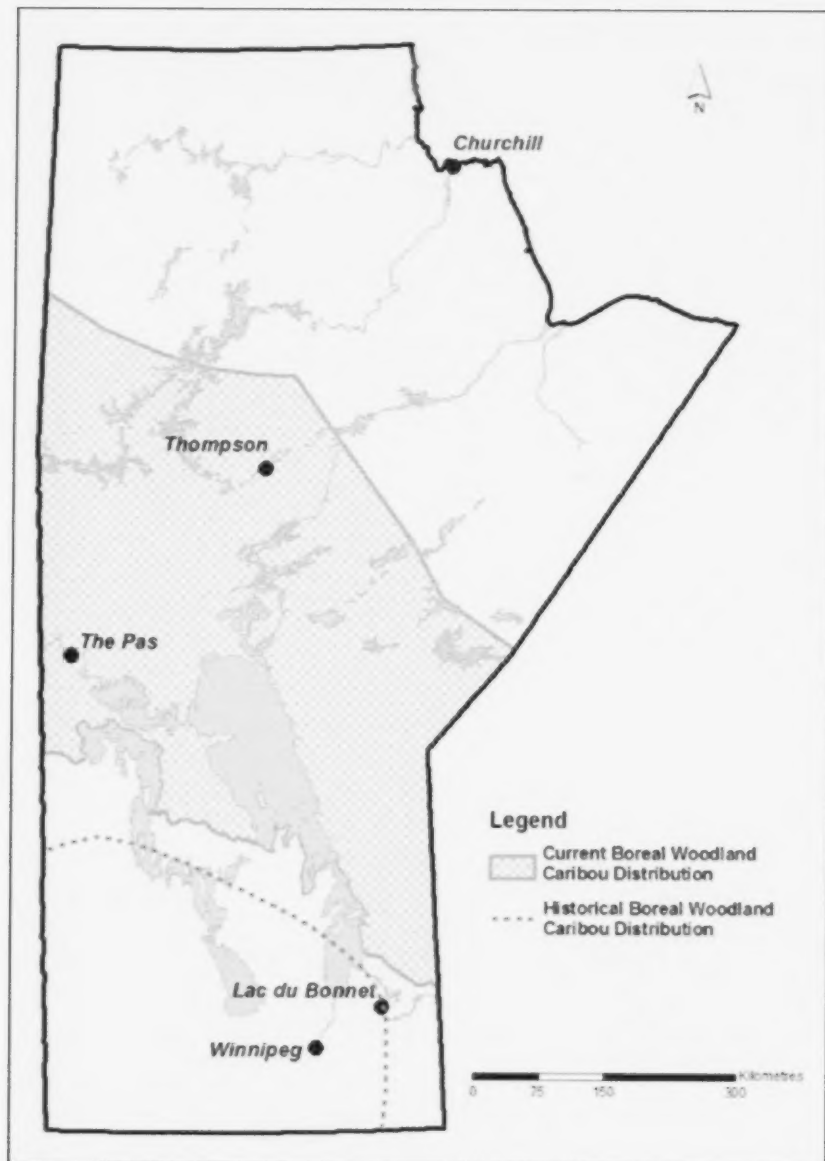 N
Churchill
Thompson
The Pas
Legend
Current Boreal Woodland
Caribou Distribution
Historical Boreal Woodland
Caribou Distribution
Lac du Bonnet
Winnipeg
Kilometres
0 75 150 300